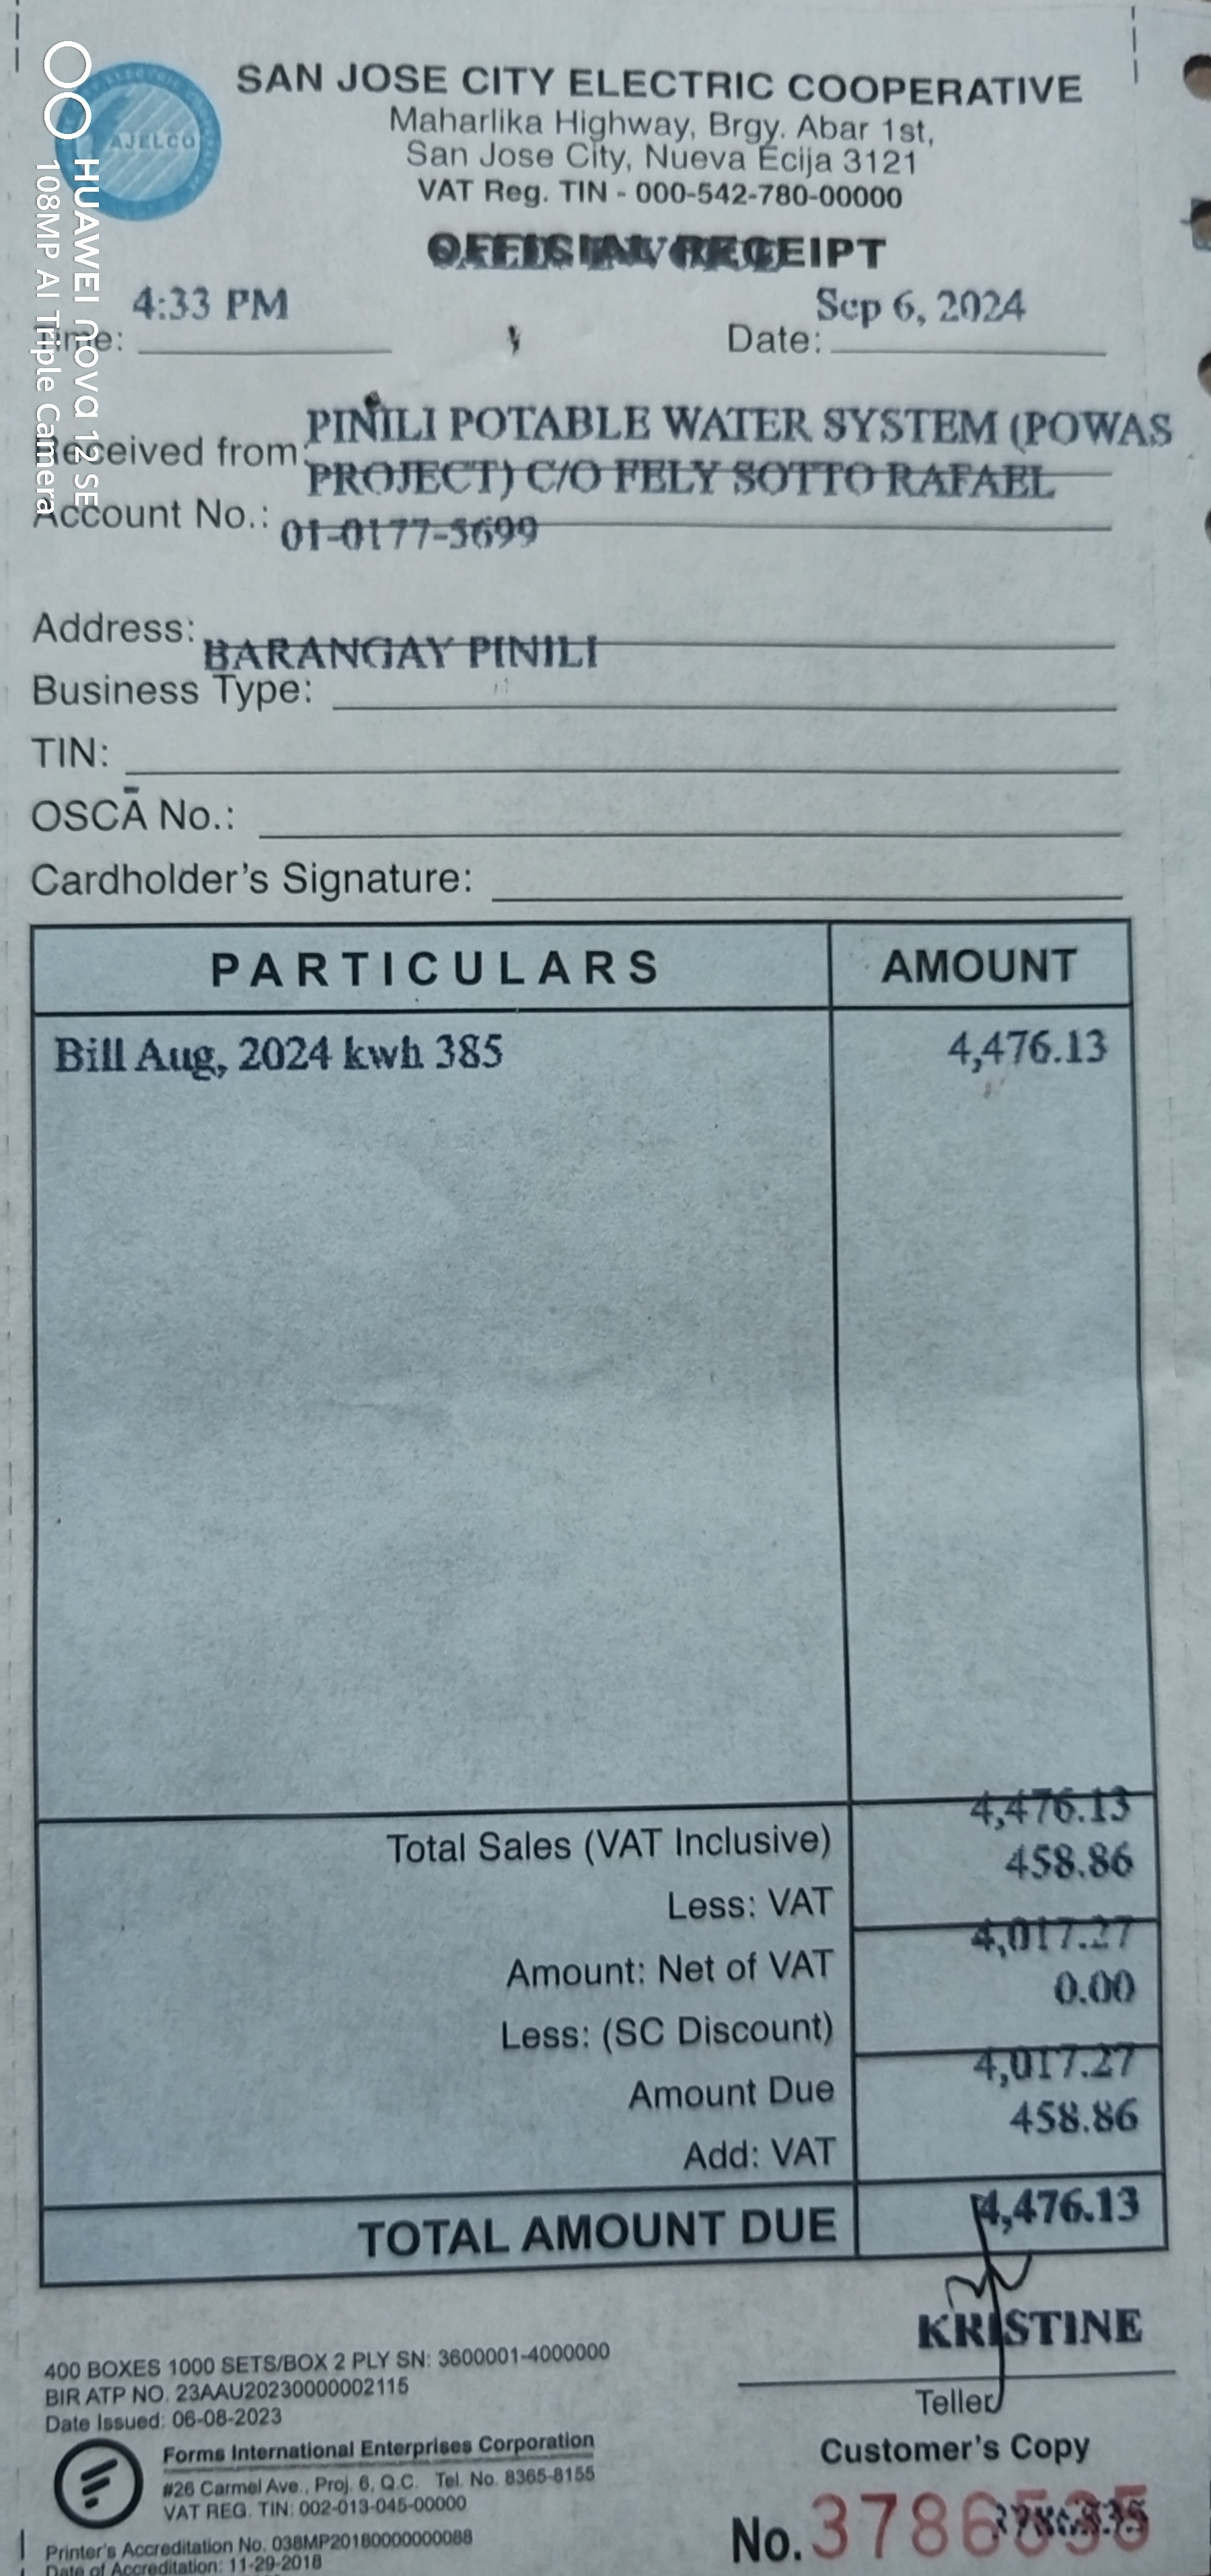 SAN JOSE CITY ELECTRIC COOPERATIVE
Maharlika Highway, Brgy. Abar 1st,
San Jose City, Nueva Ecija 3121
VAT Reg. TIN - 000-542-780-00000
OFFICIAL RECEIPT
4:33 PM Sep 6, 2024
Time: Date:
PINILI POTABLE WATER SYSTEM (POWAS
Received from:
PROJECT) C/O FELY SOTTO RAFAEL
Account No.: 01-0177-5699
Address: BARANGAY PINILI
Business Type:
TIN:
OSCA No.:
Cardholder's Signature:
PARTICULARS AMOUNT
Bill Aug, 2024 kwh 385 4,476.13
Total Sales (VAT Inclusive) 4,476.13
Less: VAT 458.86
Amount: Net of VAT 4,017.27
Less: (SC Discount) 0.00
Amount Due 4,017.27
Add: VAT 458.86
TOTAL AMOUNT DUE 4,476.13
KRISTINE
Teller
Customer's Copy
No. 3786535
400 BOXES 1000 SETS/BOX 2 PLY SN: 3600001-4000000
BIR ATP NO. 23AAU20230000002115
Date Issued: 06-08-2023
Forms International Enterprises Corporation
#26 Carmel Ave., Proj. 6, Q.C. Tel. No. 8365-8155
VAT REG. TIN: 002-013-045-00000
Printer's Accreditation No. 038MP20180000000088
Date of Accreditation: 11-29-2018
HUAWEI nova 12 SE
108MP AI Triple Camera